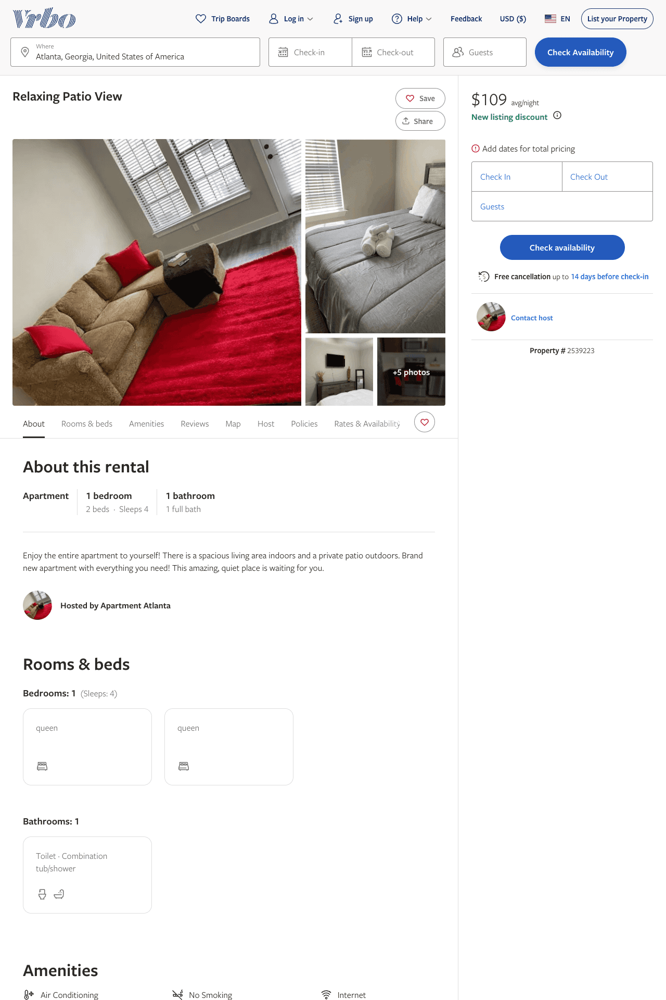 Vrbo
Trip Boards
Log in
Sign up
Help
Feedback
USD ($)
EN
List your Property
Where
Atlanta, Georgia, United States of America
Check-in
Check-out
Guests
Check Availability
Relaxing Patio View
Save
Share
+5 photos
$109 avg/night
New listing discount
Add dates for total pricing
Check In
Check Out
Guests
Check availability
Free cancellation up to 14 days before check-in
Contact host
Property # 2539223
About
Rooms & beds
Amenities
Reviews
Map
Host
Policies
Rates & Availability
About this rental
Apartment
1 bedroom
2 beds · Sleeps 4
1 bathroom
1 full bath
Enjoy the entire apartment to yourself! There is a spacious living area indoors and a private patio outdoors. Brand
new apartment with everything you need! This amazing, quiet place is waiting for you.
Hosted by Apartment Atlanta
Rooms & beds
Bedrooms: 1 (Sleeps: 4)
queen
queen
Bathrooms: 1
Toilet · Combination
tub/shower
Amenities
Air Conditioning
No Smoking
Internet